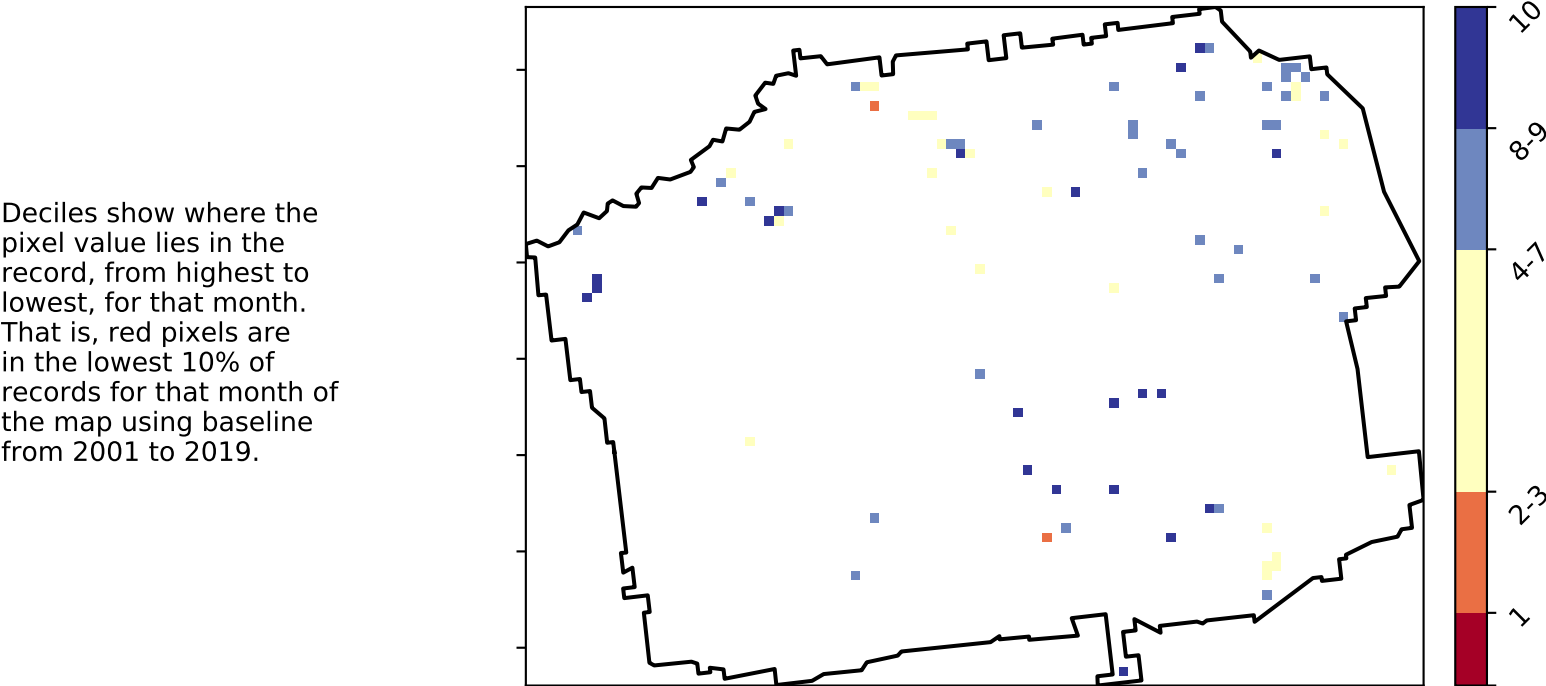 Deciles show where the
pixel value lies in the
record, from highest to
lowest, for that month.
That is, red pixels are
in the lowest 10% of
records for that month of
the map using baseline
from 2001 to 2019.
10
8-9
4-7
2-3
1